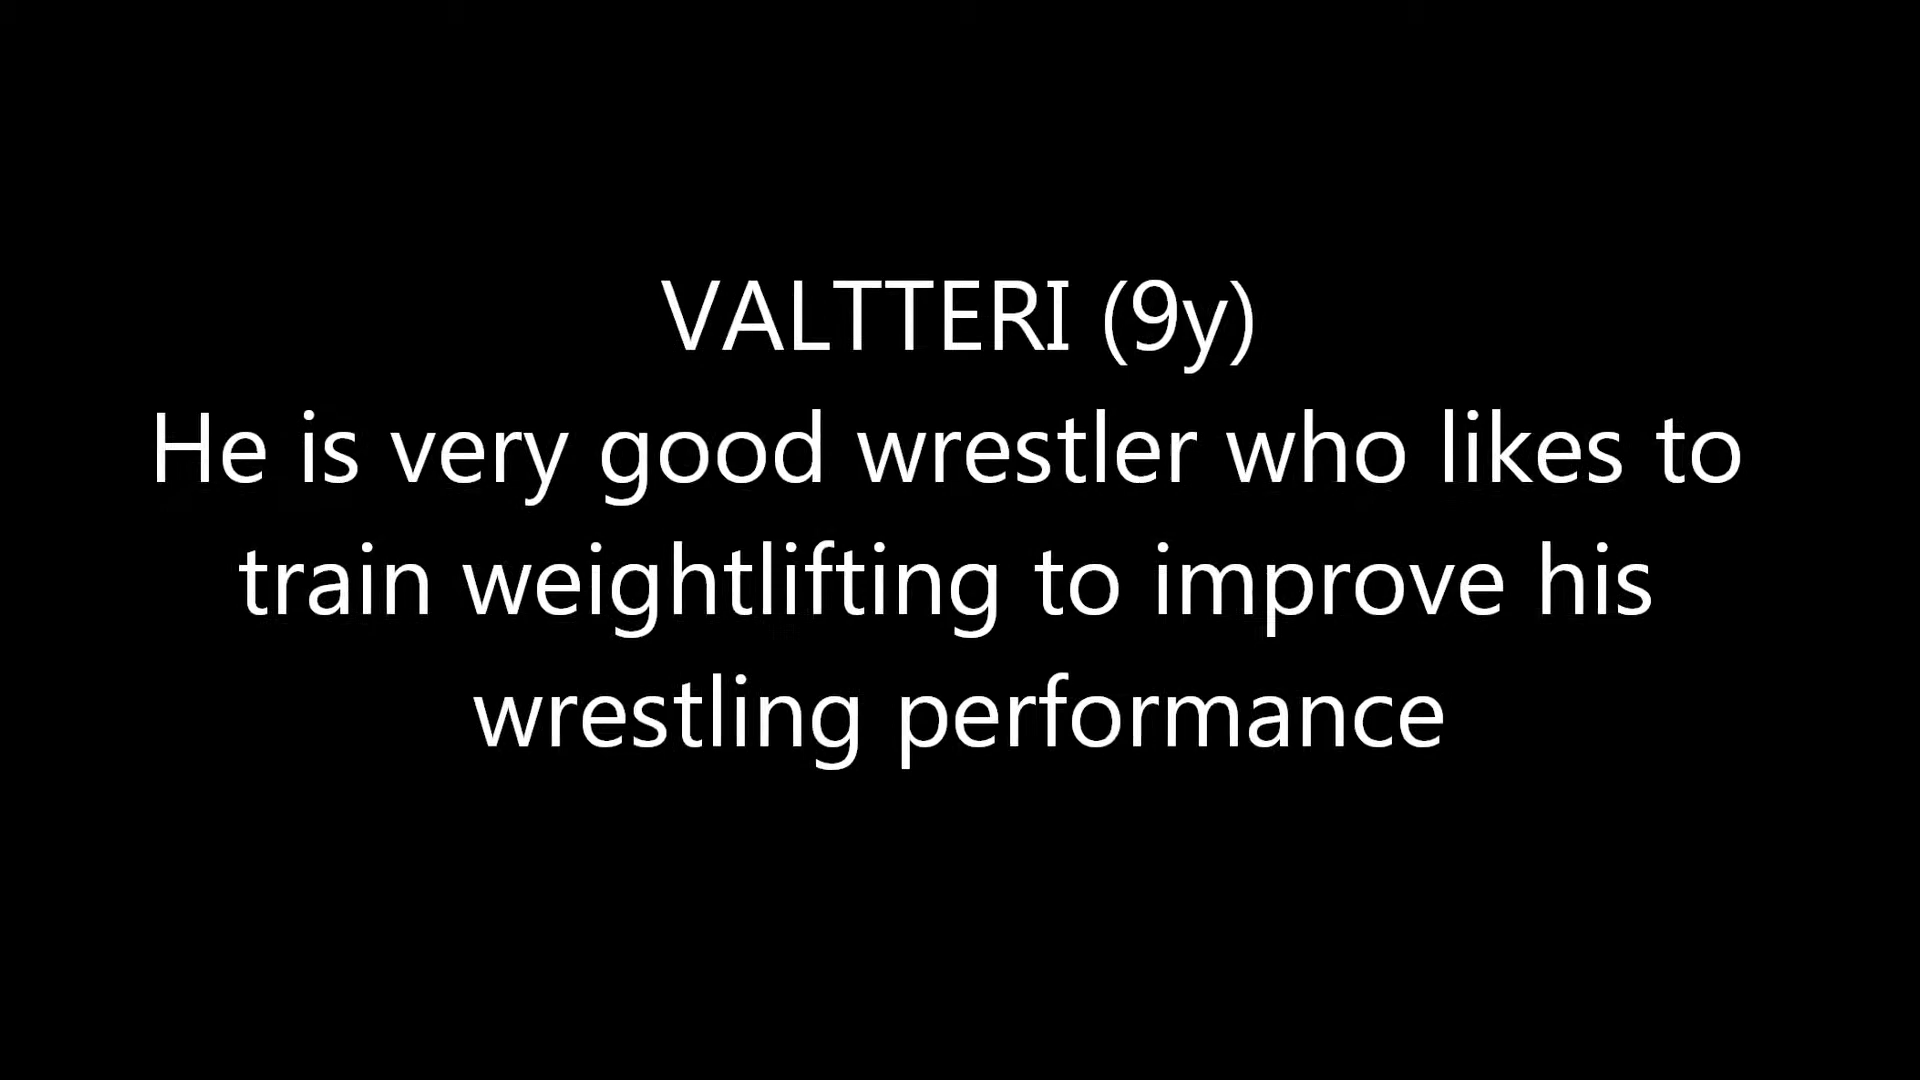 VALTTERI (9y)
He is very good wrestler who likes to
train weightlifting to improve his
wrestling performance